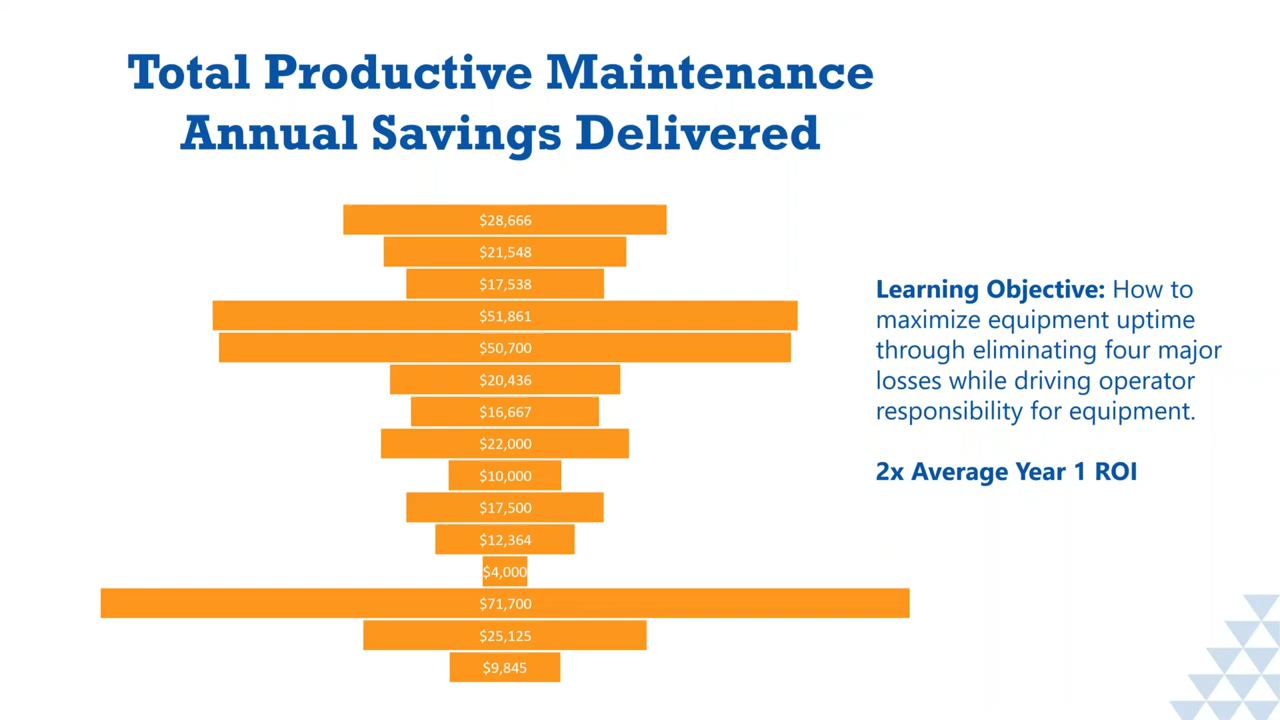 Total Productive Maintenance
Annual Savings Delivered
$28,666
$21,548
$17,538
$51,861
$50,700
$20,436
$16,667
$22,000
$10,000
$17,500
$12,364
$4,000
$71,700
$25,125
$9,845
Learning Objective: How to
maximize equipment uptime
through eliminating four major
losses while driving operator
responsibility for equipment.
2x Average Year 1 ROI